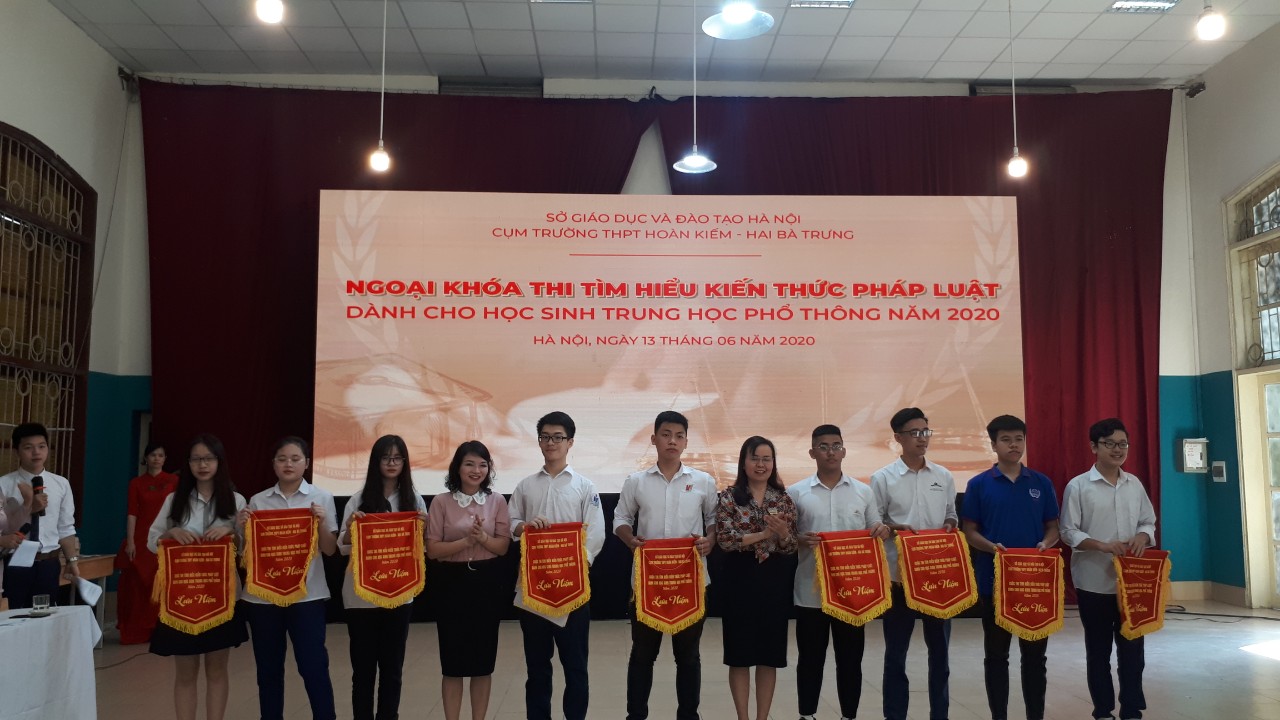 SỞ GIÁO DỤC VÀ ĐÀO TẠO HÀ NỘI
CỤM TRƯỜNG THPT HOÀN KIẾM - HAI BÀ TRƯNG
NGOẠI KHÓA THI TÌM HIỂU KIẾN THỨC PHÁP LUẬT
DÀNH CHO HỌC SINH TRUNG HỌC PHỔ THÔNG NĂM 2020
HÀ NỘI, NGÀY 13 THÁNG 06 NĂM 2020
Lưu Niệm
Lưu Niệm
Lưu Niệm
Lưu Niệm
Lưu Niệm
Lưu Niệm
Lưu Niệm
Lưu Niệm